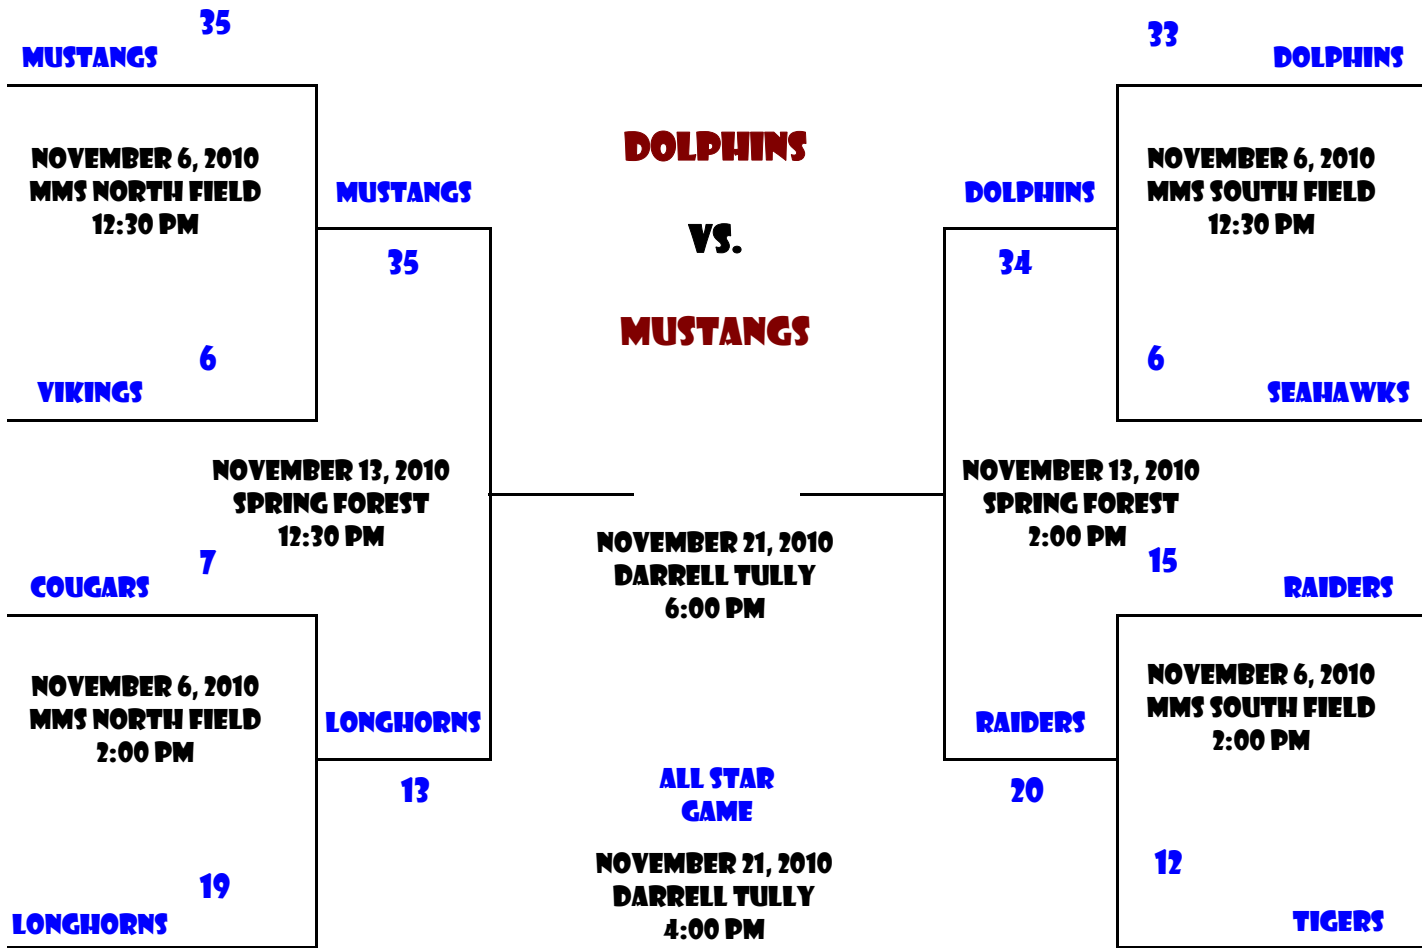 35
MUSTANGS
NOVEMBER 6, 2010
MMS NORTH FIELD
12:30 PM
6
VIKINGS
MUSTANGS
35
NOVEMBER 13, 2010
SPRING FOREST
12:30 PM
7
COUGARS
NOVEMBER 6, 2010
MMS NORTH FIELD
2:00 PM
19
LONGHORNS
LONGHORNS
13
DOLPHINS
VS.
MUSTANGS
NOVEMBER 21, 2010
DARRELL TULLY
6:00 PM
ALL STAR
GAME
NOVEMBER 21, 2010
DARRELL TULLY
4:00 PM
DOLPHINS
34
NOVEMBER 13, 2010
SPRING FOREST
2:00 PM
RAIDERS
20
33
DOLPHINS
NOVEMBER 6, 2010
MMS SOUTH FIELD
12:30 PM
6
SEAHAWKS
15
RAIDERS
NOVEMBER 6, 2010
MMS SOUTH FIELD
2:00 PM
12
TIGERS